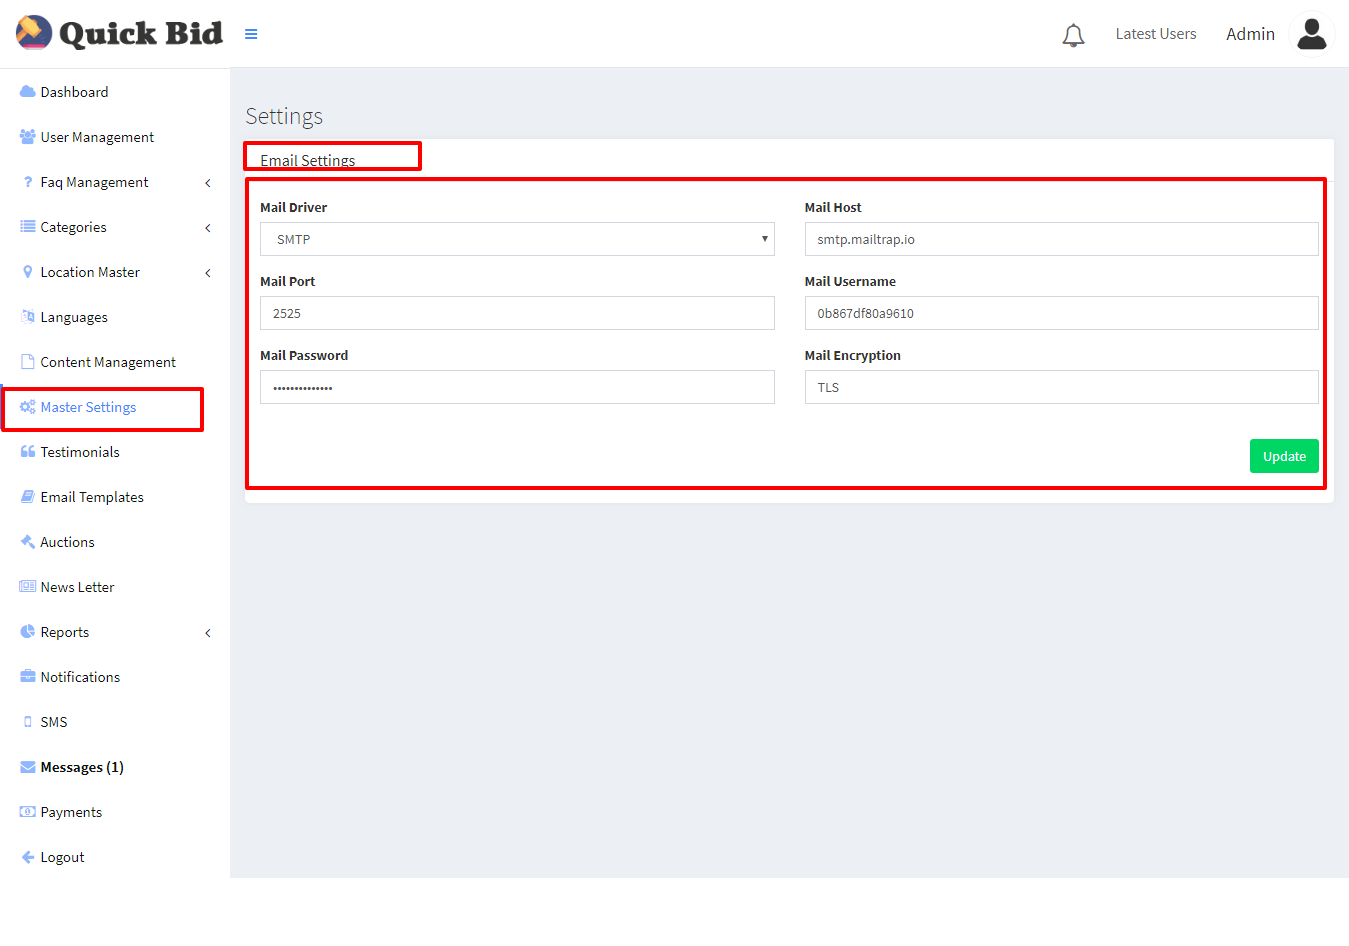 Quick Bid
Latest Users
Admin
Dashboard
User Management
Faq Management
Categories
Location Master
Languages
Content Management
Master Settings
Testimonials
Email Templates
Auctions
News Letter
Reports
Notifications
SMS
Messages (1)
Payments
Logout
Settings
Email Settings
Mail Driver
SMTP
Mail Host
smtp.mailtrap.io
Mail Port
2525
Mail Username
0b867df80a9610
Mail Password
••••••••••••••
Mail Encryption
TLS
Update